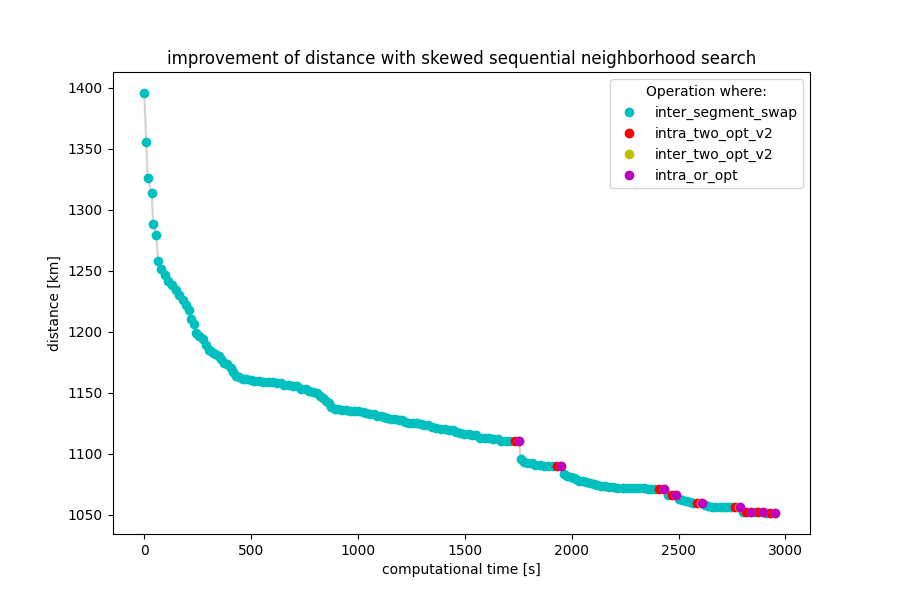 improvement of distance with skewed sequential neighborhood search
Operation where:
inter_segment_swap
intra_two_opt_v2
inter_two_opt_v2
intra_or_opt
1400
1350
1300
1250
1200
1150
1100
1050
distance [km]
0 500 1000 1500 2000 2500 3000
computational time [s]